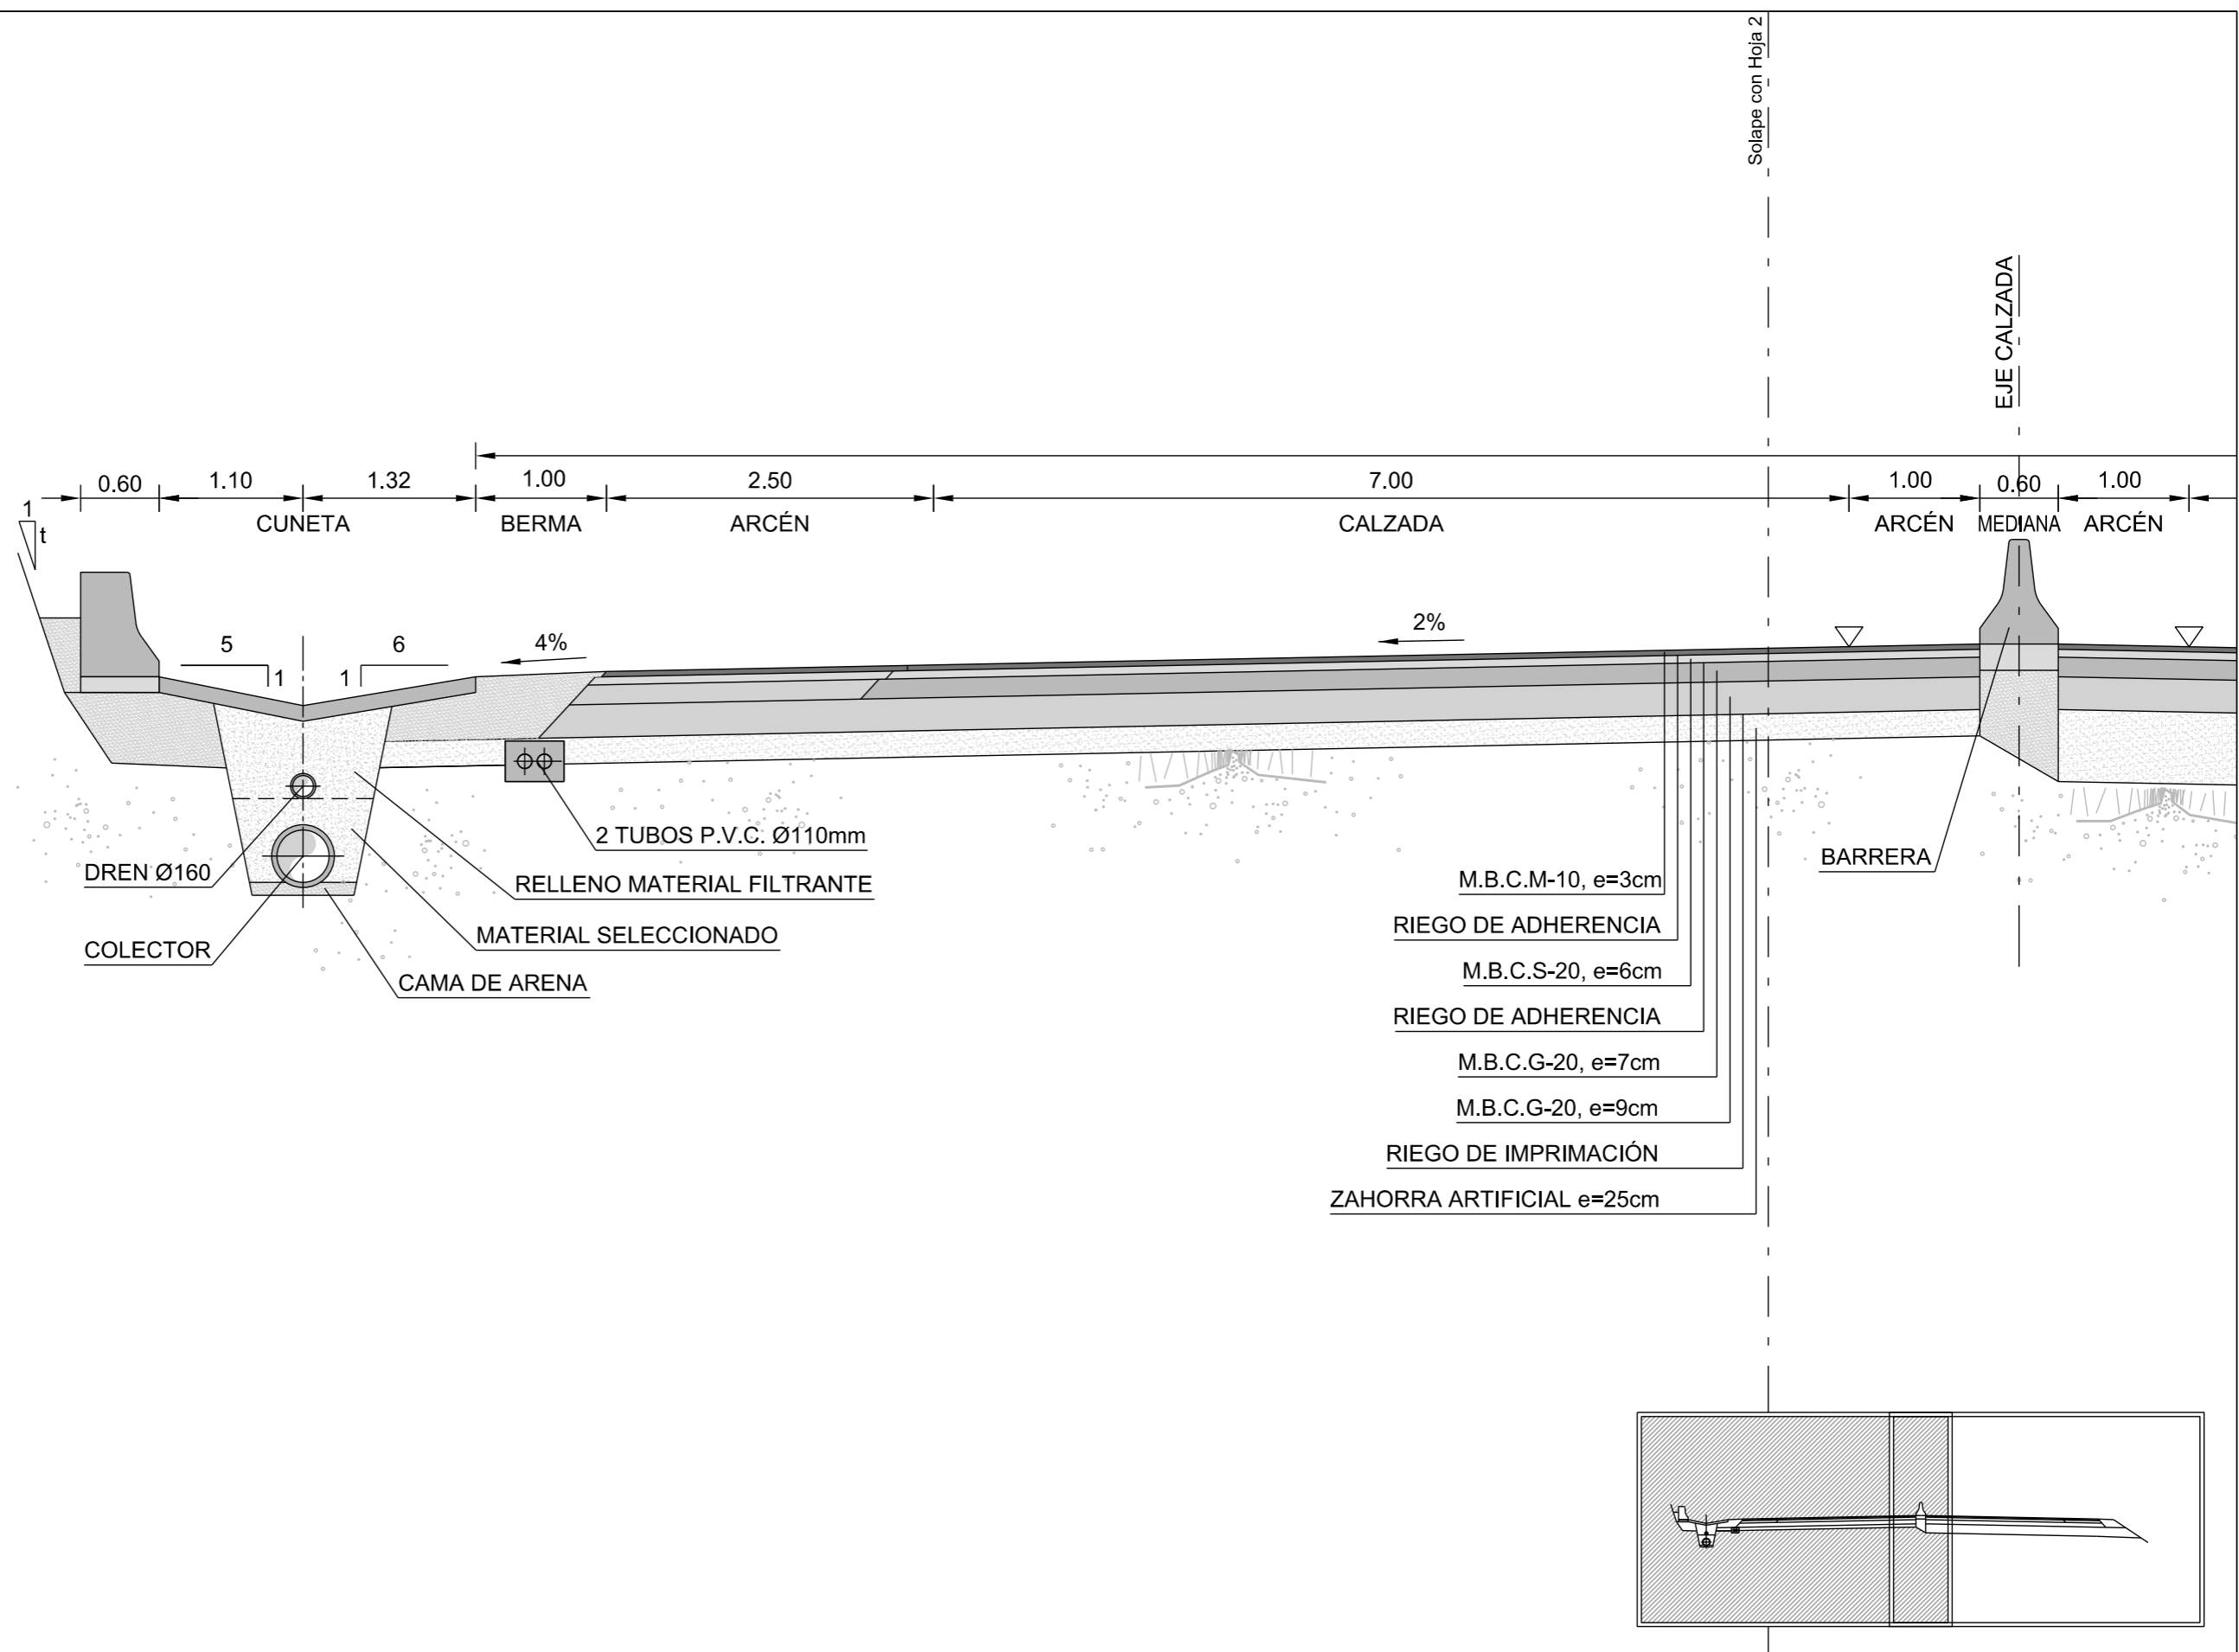 Solape con Hoja 2
EJE CALZADA
0.60 1.10 1.32 1.00 2.50 7.00 1.00 0.60 1.00
CUNETA BERMA ARCÉN CALZADA ARCÉN MEDIANA ARCÉN
1
t
5
1
6
1
4%
2%
2 TUBOS P.V.C. Ø110mm
DREN Ø160
RELLENO MATERIAL FILTRANTE
COLECTOR
MATERIAL SELECCIONADO
CAMA DE ARENA
BARRERA
M.B.C.M-10, e=3cm
RIEGO DE ADHERENCIA
M.B.C.S-20, e=6cm
RIEGO DE ADHERENCIA
M.B.C.G-20, e=7cm
M.B.C.G-20, e=9cm
RIEGO DE IMPRIMACIÓN
ZAHORRA ARTIFICIAL e=25cm